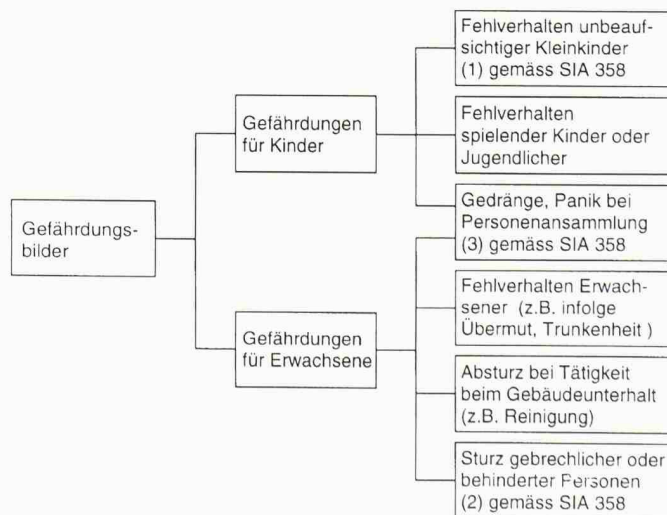 Gefährdungs-
bilder
Gefährdungen
für Kinder
Gefährdungen
für Erwachsene
Fehlverhalten unbeauf-
sichtiger Kleinkinder
(1) gemäss SIA 358
Fehlverhalten
spielender Kinder oder
Jugendlicher
Gedränge, Panik bei
Personenansammlung
(3) gemäss SIA 358
Fehlverhalten Erwach-
sener (z.B. infolge
Übermut, Trunkenheit )
Absturz bei Tätigkeit
beim Gebäudeunterhalt
(z.B. Reinigung)
Sturz gebrechlicher oder
behinderter Personen
(2) gemäss SIA 358